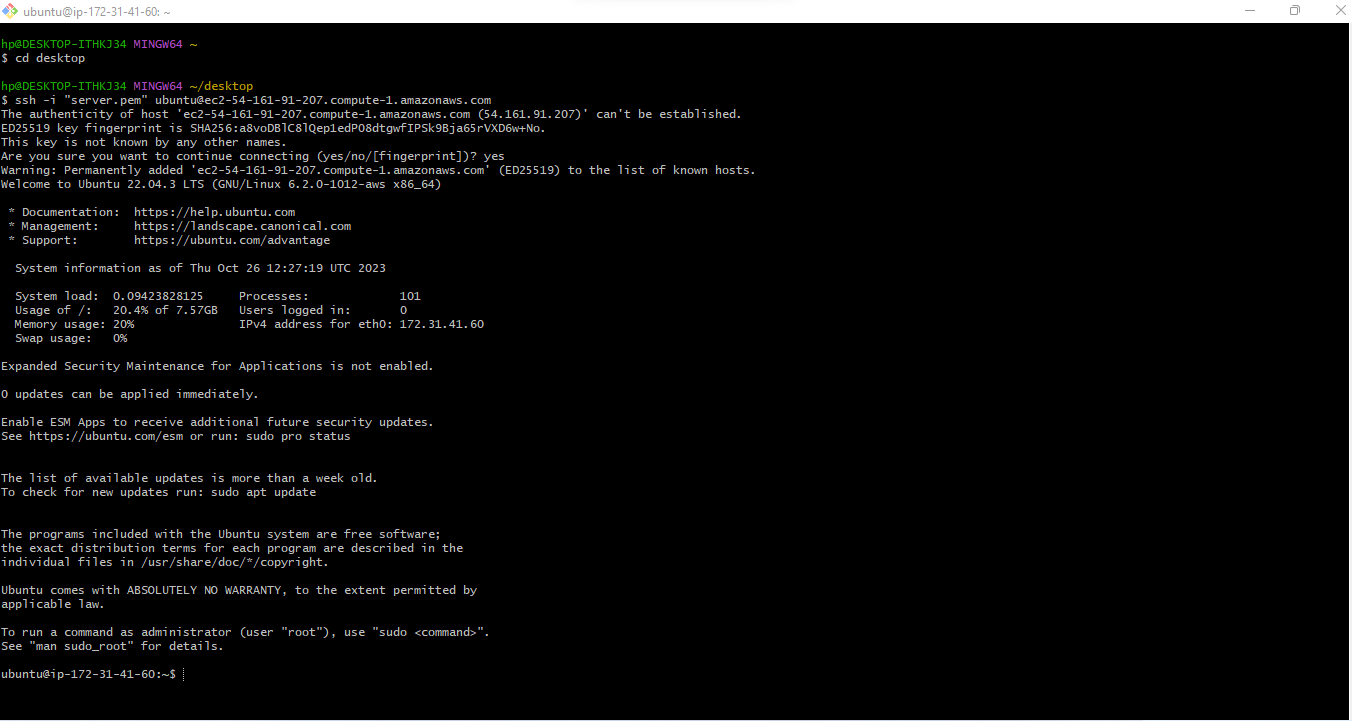 ubuntu@ip-172-31-41-60: ~
hp@DESKTOP-ITHKJ34 MINGW64 ~
$ cd desktop
hp@DESKTOP-ITHKJ34 MINGW64 ~/desktop
$ ssh -i "server.pem" ubuntu@ec2-54-161-91-207.compute-1.amazonaws.com
The authenticity of host 'ec2-54-161-91-207.compute-1.amazonaws.com (54.161.91.207)' can't be established.
ED25519 key fingerprint is SHA256:a8voDBlC8lQep1edPO8dtgwfIPSk9Bja65rVXD6w+No.
This key is not known by any other names.
Are you sure you want to continue connecting (yes/no/[fingerprint])? yes
Warning: Permanently added 'ec2-54-161-91-207.compute-1.amazonaws.com' (ED25519) to the list of known hosts.
Welcome to Ubuntu 22.04.3 LTS (GNU/Linux 6.2.0-1012-aws x86_64)
* Documentation: https://help.ubuntu.com
* Management: https://landscape.canonical.com
* Support: https://ubuntu.com/advantage
System information as of Thu Oct 26 12:27:19 UTC 2023
System load: 0.09423828125 Processes: 101
Usage of /: 20.4% of 7.57GB Users logged in: 0
Memory usage: 20% IPv4 address for eth0: 172.31.41.60
Swap usage: 0%
Expanded Security Maintenance for Applications is not enabled.
0 updates can be applied immediately.
Enable ESM Apps to receive additional future security updates.
See https://ubuntu.com/esm or run: sudo pro status
The list of available updates is more than a week old.
To check for new updates run: sudo apt update
The programs included with the Ubuntu system are free software;
the exact distribution terms for each program are described in the
individual files in /usr/share/doc/*/copyright.
Ubuntu comes with ABSOLUTELY NO WARRANTY, to the extent permitted by
applicable law.
To run a command as administrator (user "root"), use "sudo <command>".
See "man sudo_root" for details.
ubuntu@ip-172-31-41-60:~$